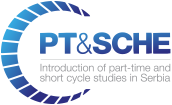 PT&SCHE
Introduction of part-time and
short cycle studies in Serbia